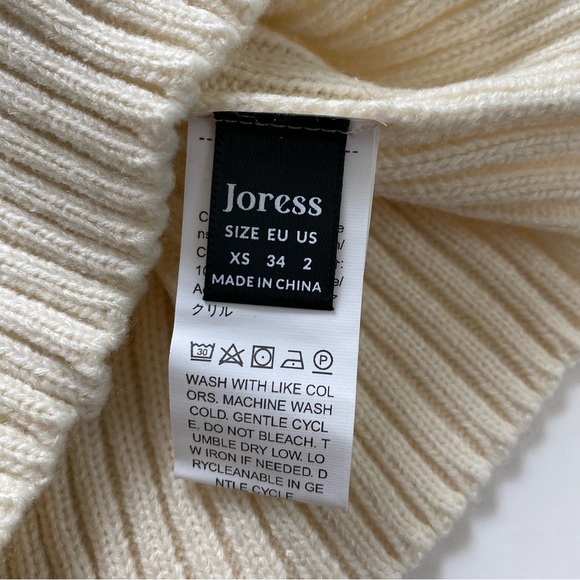 Joress
SIZE EU US
XS 34 2
MADE IN CHINA
クリル
30
P
WASH WITH LIKE COL
ORS. MACHINE WASH
COLD. GENTLE CYCL
E. DO NOT BLEACH. T
UMBLE DRY LOW. LO
W IRON IF NEEDED. D
RYCLEANABLE IN GE
NTLE CYCLE